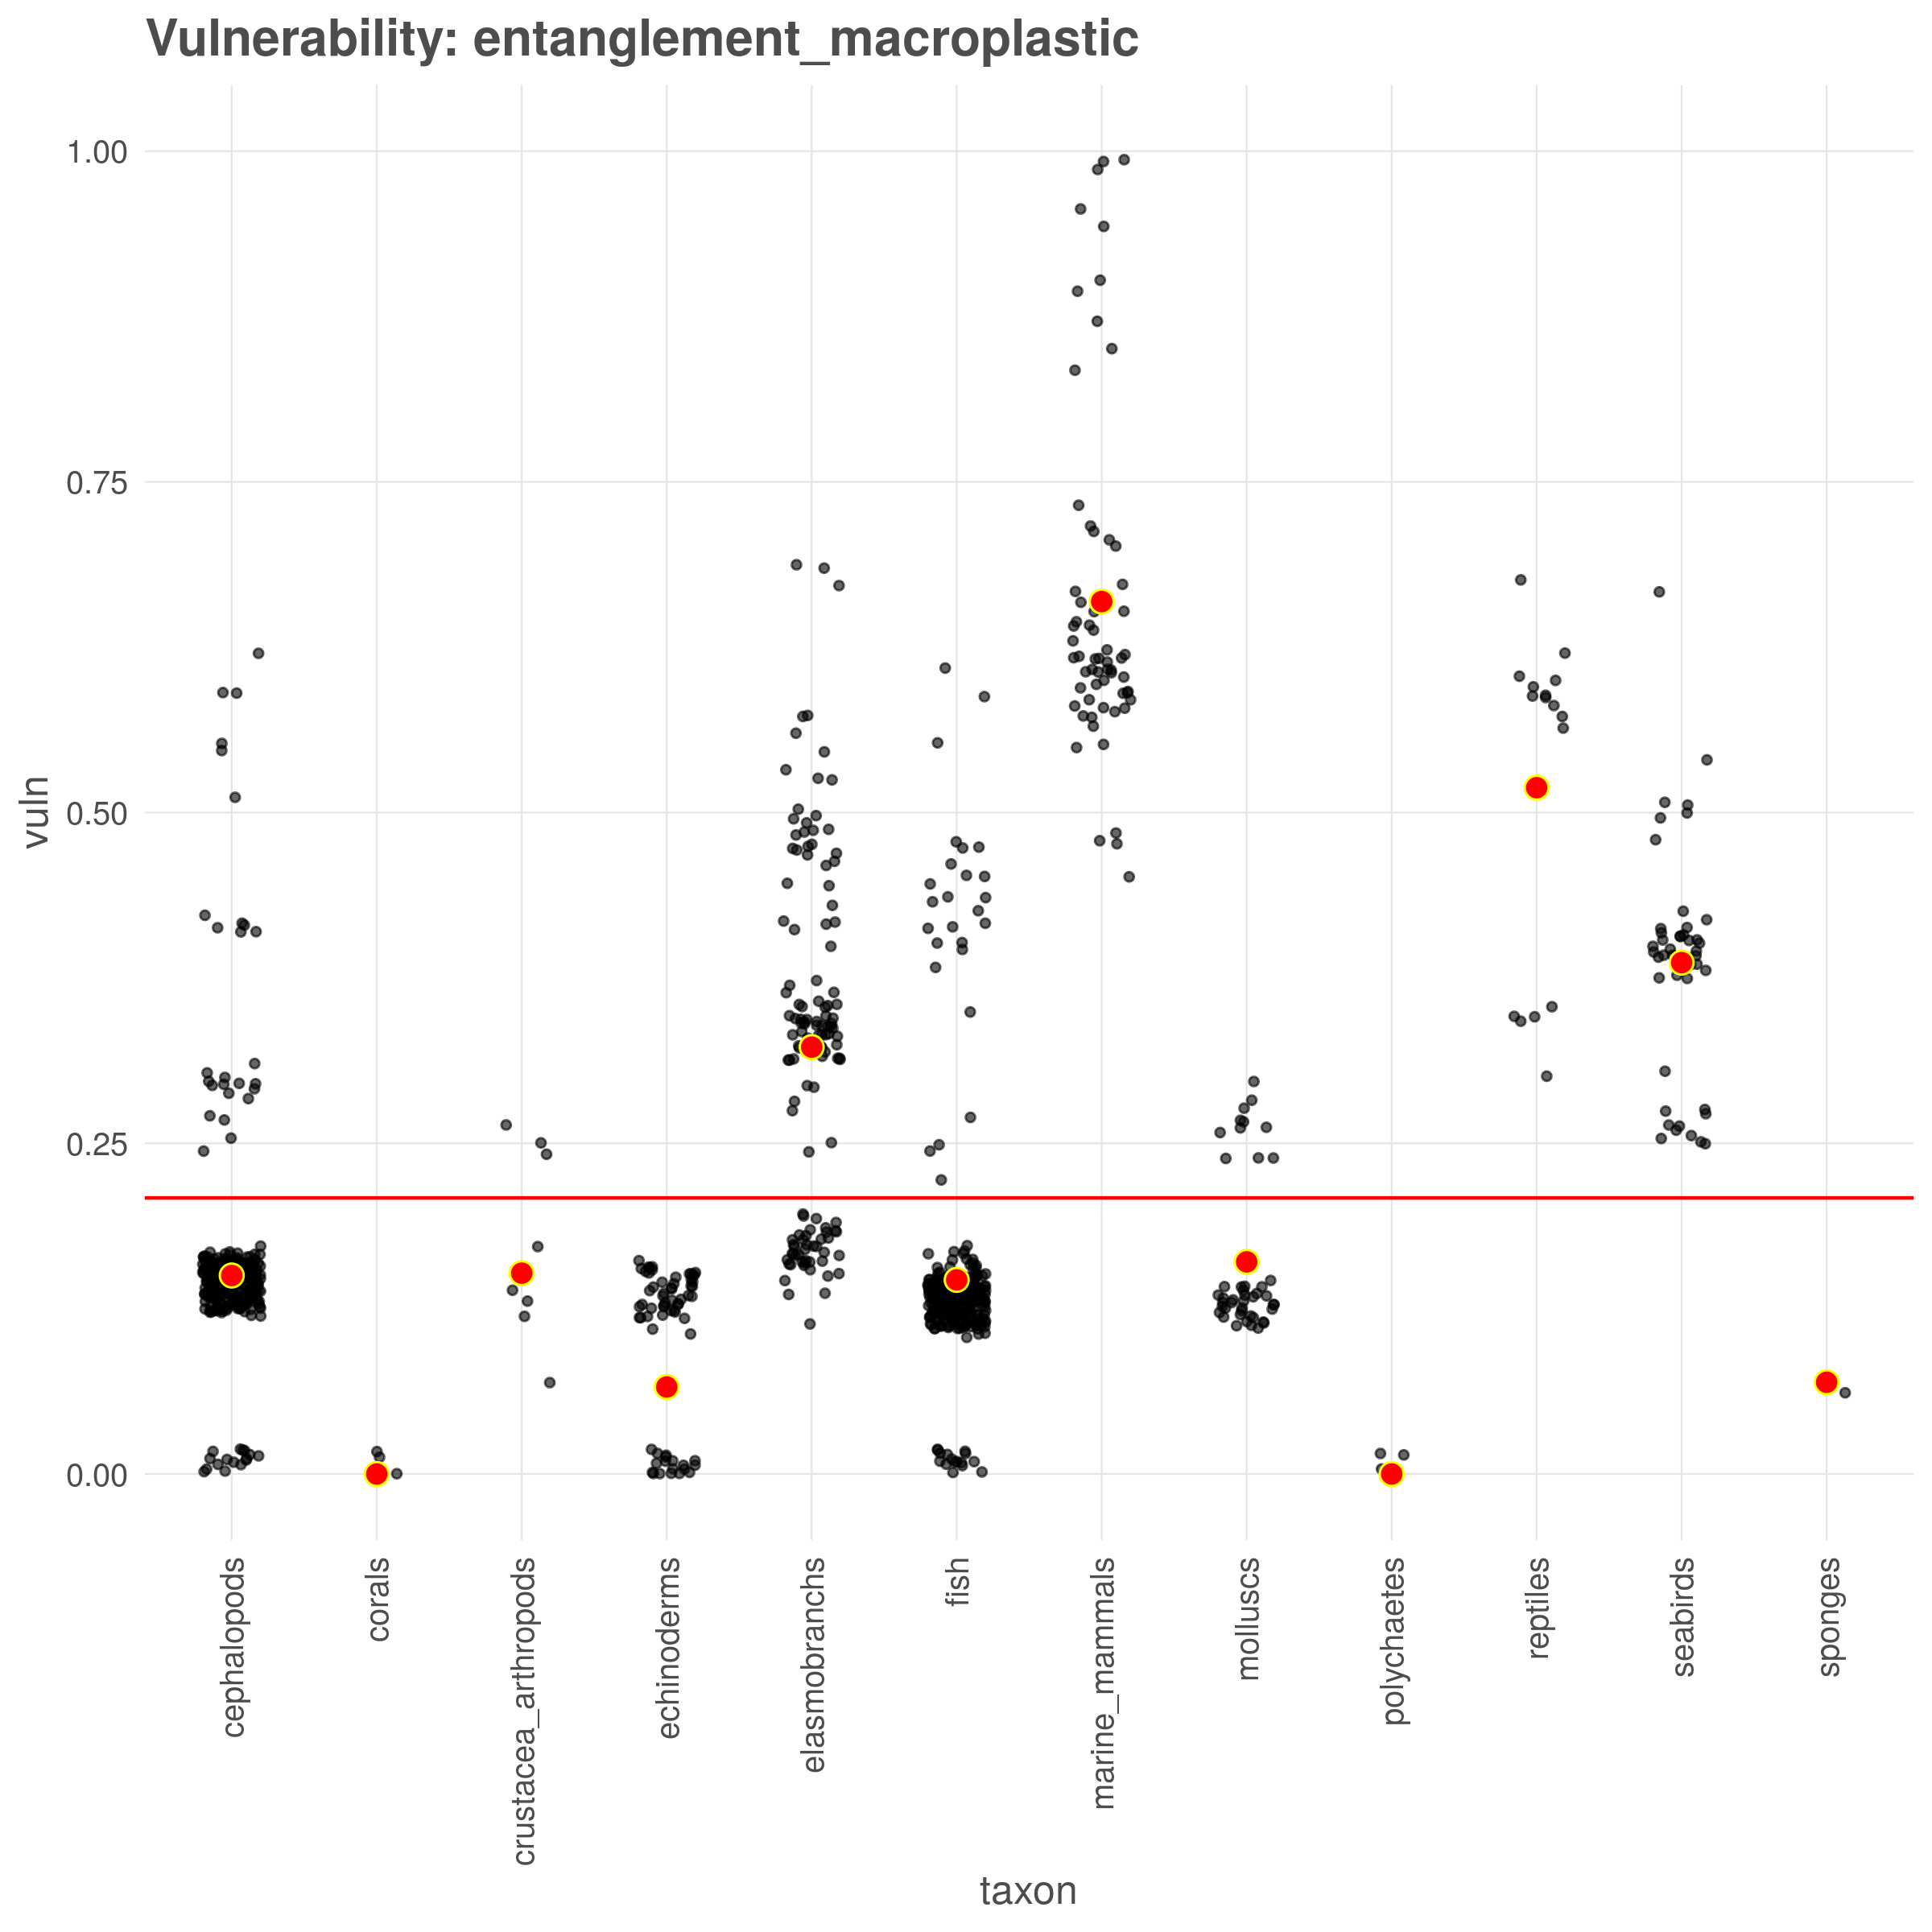 Vulnerability: entanglement_macroplastic
vuln
1.00
0.75
0.50
0.25
0.00
cephalopods
corals
crustacea_arthropods
echinoderms
elasmobranchs
fish
marine_mammals
molluscs
polychaetes
reptiles
seabirds
sponges
taxon